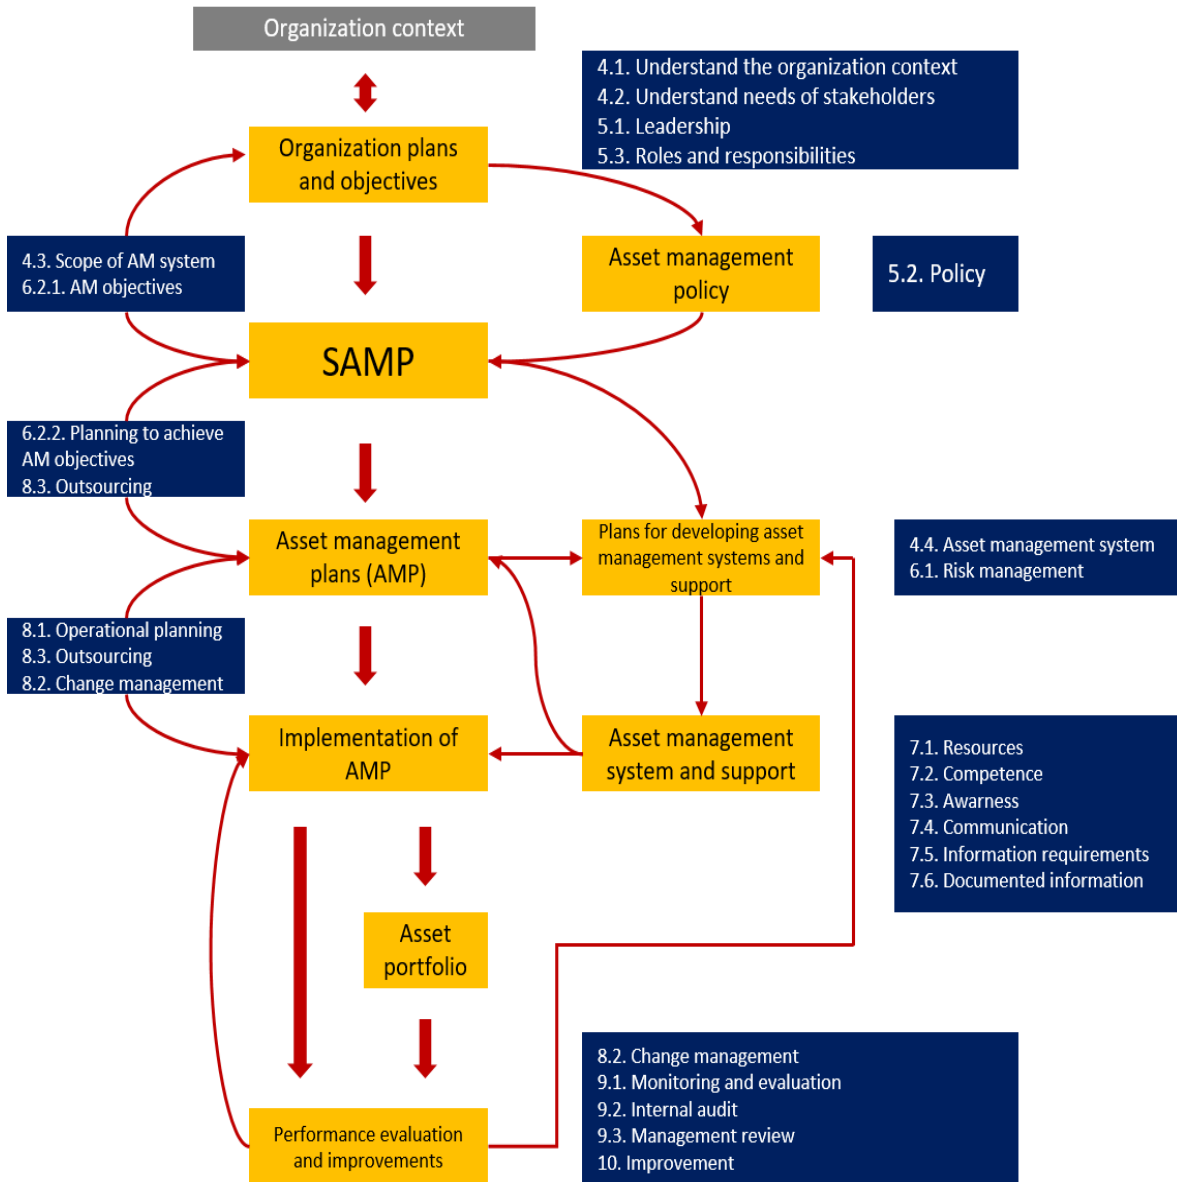 Organization context
4.1. Understand the organization context
4.2. Understand needs of stakeholders
5.1. Leadership
5.3. Roles and responsibilities
Organization plans
and objectives
4.3. Scope of AM system
6.2.1. AM objectives
Asset management
policy
5.2. Policy
SAMP
6.2.2. Planning to achieve
AM objectives
8.3. Outsourcing
Asset management
plans (AMP)
Plans for developing asset
management systems and
support
4.4. Asset management system
6.1. Risk management
8.1. Operational planning
8.3. Outsourcing
8.2. Change management
Implementation of
AMP
Asset management
system and support
7.1. Resources
7.2. Competence
7.3. Awarness
7.4. Communication
7.5. Information requirements
7.6. Documented information
Asset
portfolio
Performance evaluation
and improvements
8.2. Change management
9.1. Monitoring and evaluation
9.2. Internal audit
9.3. Management review
10. Improvement